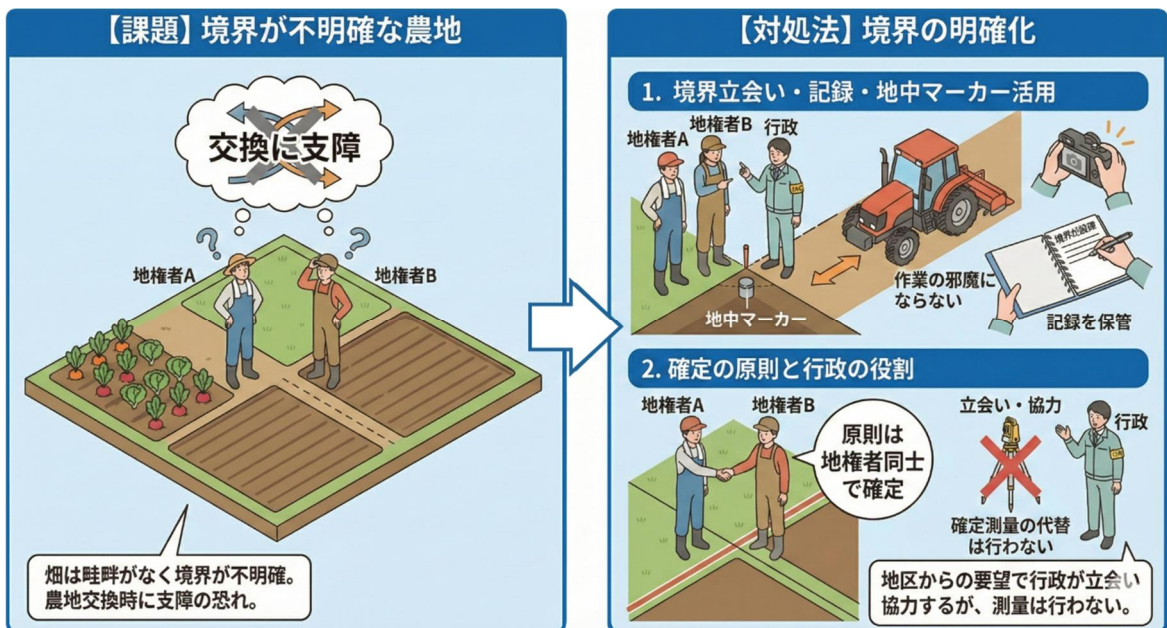 【課題】境界が不明確な農地
交換に支障
?
?
地権者A
地権者B
畑は畦畔がなく境界が不明確。
農地交換時に支障の恐れ。
【対処法】境界の明確化
1. 境界立会い・記録・地中マーカー活用
地権者A
地権者B
行政
作業の邪魔に
ならない
地中マーカー
記録を保管
2. 確定の原則と行政の役割
地権者A
地権者B
原則は
地権者同士
で確定
立会い・協力
行政
確定測量の代替
は行わない
地区からの要望で行政が立会い
協力するが、測量は行わない。